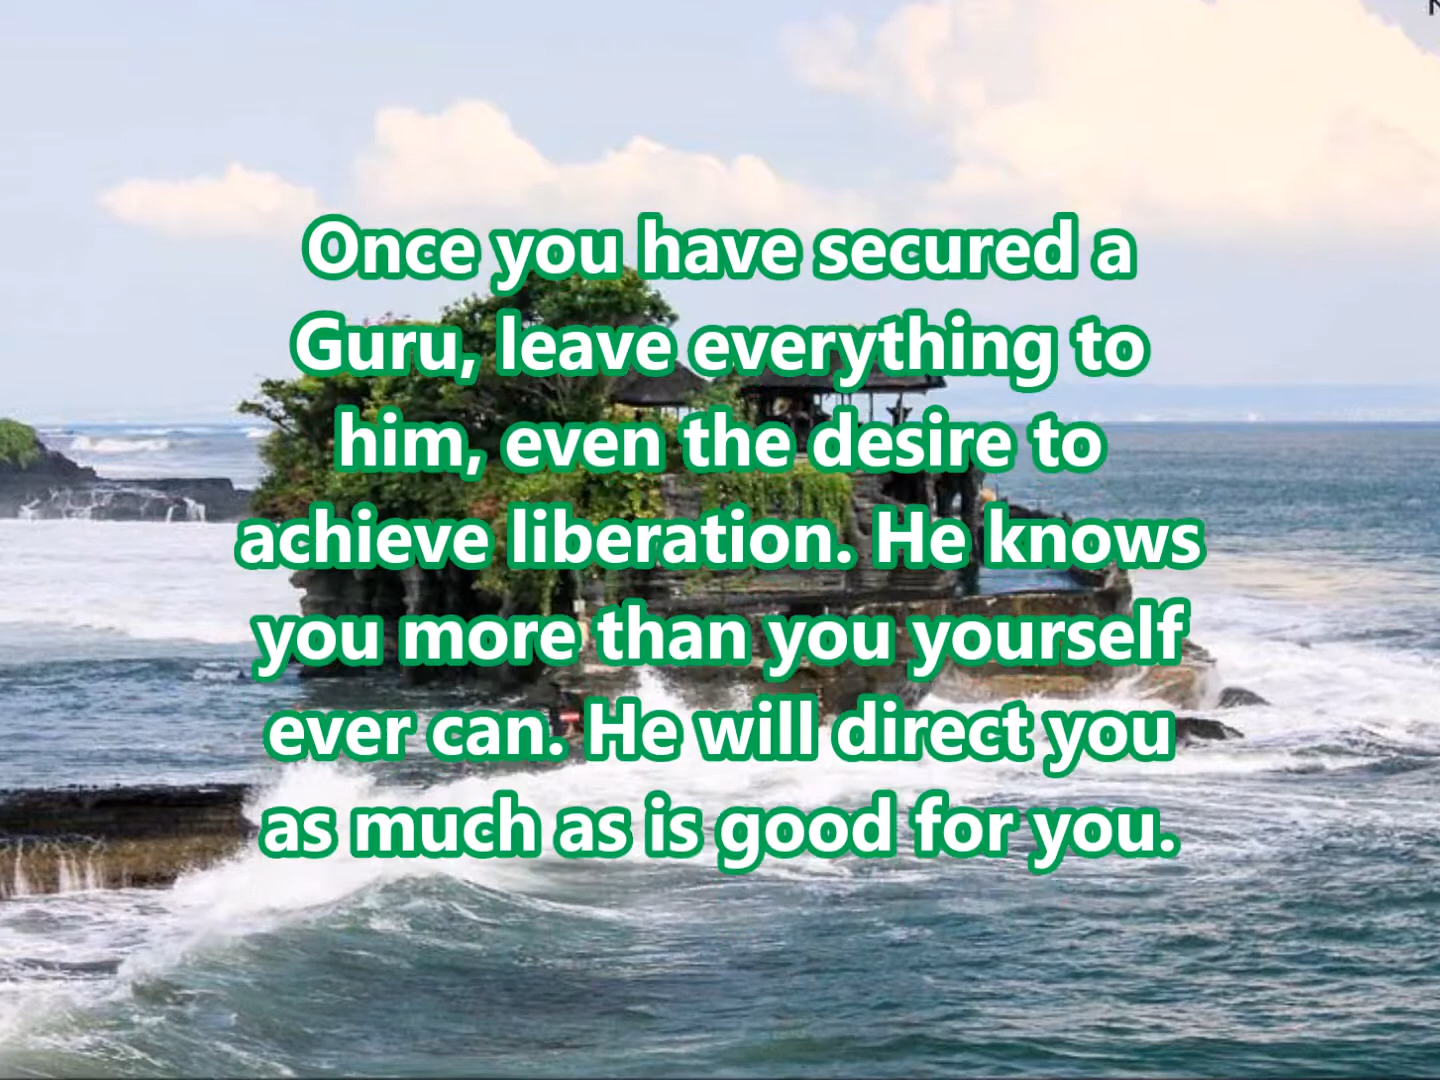 Once you have secured a
Guru, leave everything to
him, even the desire to
achieve liberation. He knows
you more than you yourself
ever can. He will direct you
as much as is good for you.